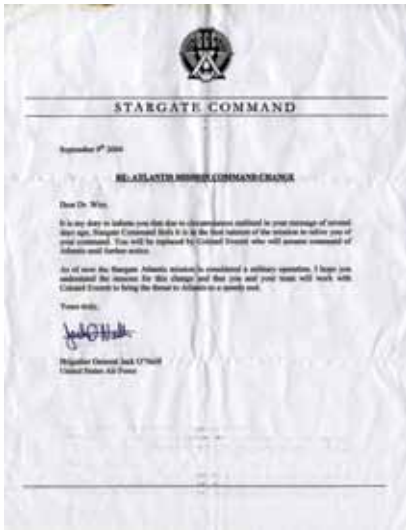 SGC
STARGATE COMMAND
September 9th 2004
RE: ATLANTIS MISSION COMMAND CHANGE
Dear Dr. Weir,
It is my duty to inform you that due to circumstances outlined in your message of several
days ago, Stargate Command feels it is in the best interest of the mission to relieve you of
your command. You will be replaced by Colonel Everett who will assume command of
Atlantis until further notice.
As of now the Stargate Atlantis mission is considered a military operation. I hope you
understand the reasons for this change and that you and your team will work with
Colonel Everett to bring the threat to Atlantis to a speedy end.
Yours truly,
Jack O'Neill
Brigadier General Jack O'Neill
United States Air Force